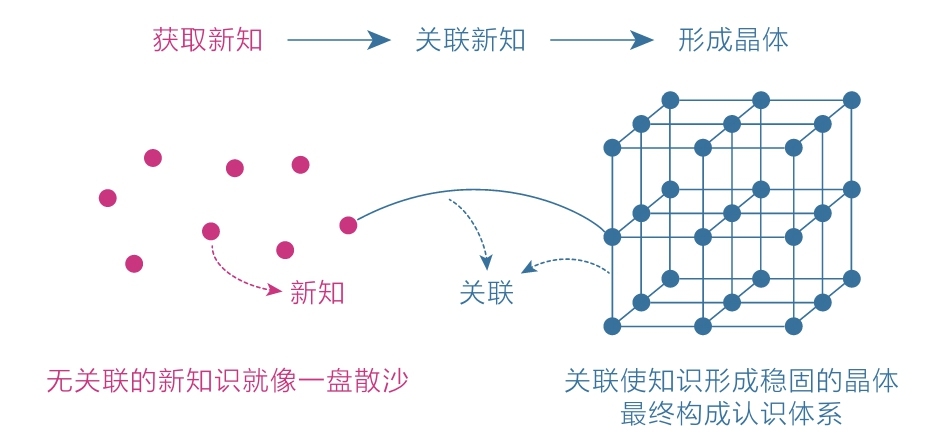 获取新知
关联新知
形成晶体
新知
关联
无关联的新知识就像一盘散沙
关联使知识形成稳固的晶体
最终构成认识体系